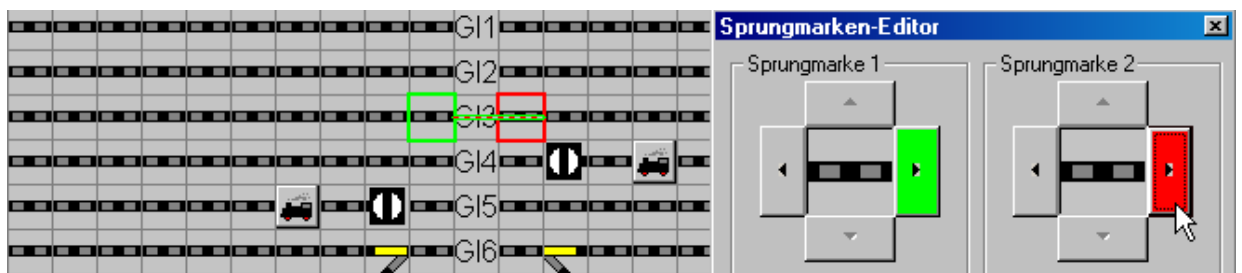 Gl1
Gl2
Gl3
Gl4
Gl5
Gl6
Sprungmarken-Editor
Sprungmarke 1
Sprungmarke 2